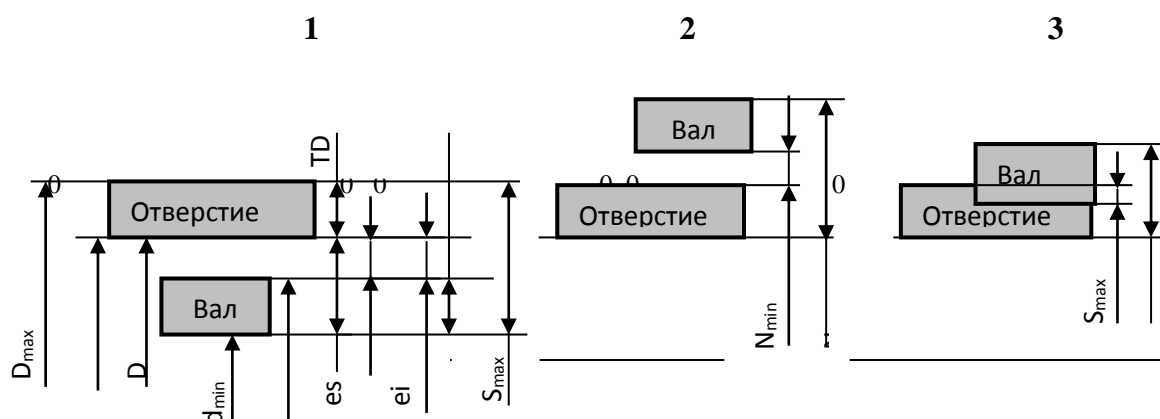 1 2 3
TD
Вал
0 0 0 0 0 0
Вал
Отверстие Отверстие Отверстие
Вал
D_max D d_min es ei S_max N_min S_max